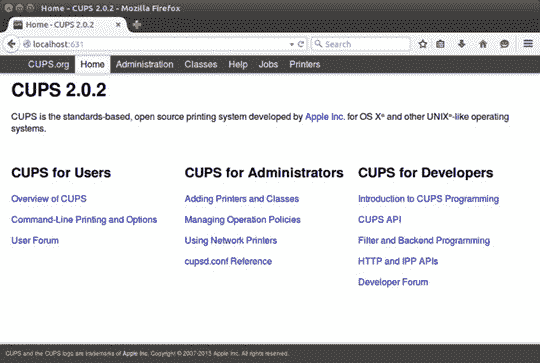 Home - CUPS 2.0.2 - Mozilla Firefox
Home - CUPS 2.0.2
localhost:631
Search
CUPS.org Home Administration Classes Help Jobs Printers
CUPS 2.0.2
CUPS is the standards-based, open source printing system developed by Apple Inc. for OS X® and other UNIX®-like operating
systems.
CUPS for Users
Overview of CUPS
Command-Line Printing and Options
User Forum
CUPS for Administrators
Adding Printers and Classes
Managing Operation Policies
Using Network Printers
cupsd.conf Reference
CUPS for Developers
Introduction to CUPS Programming
CUPS API
Filter and Backend Programming
HTTP and IPP APIs
Developer Forum
CUPS and the CUPS logo are trademarks of Apple Inc. Copyright © 2007-2015 Apple Inc. All rights reserved.